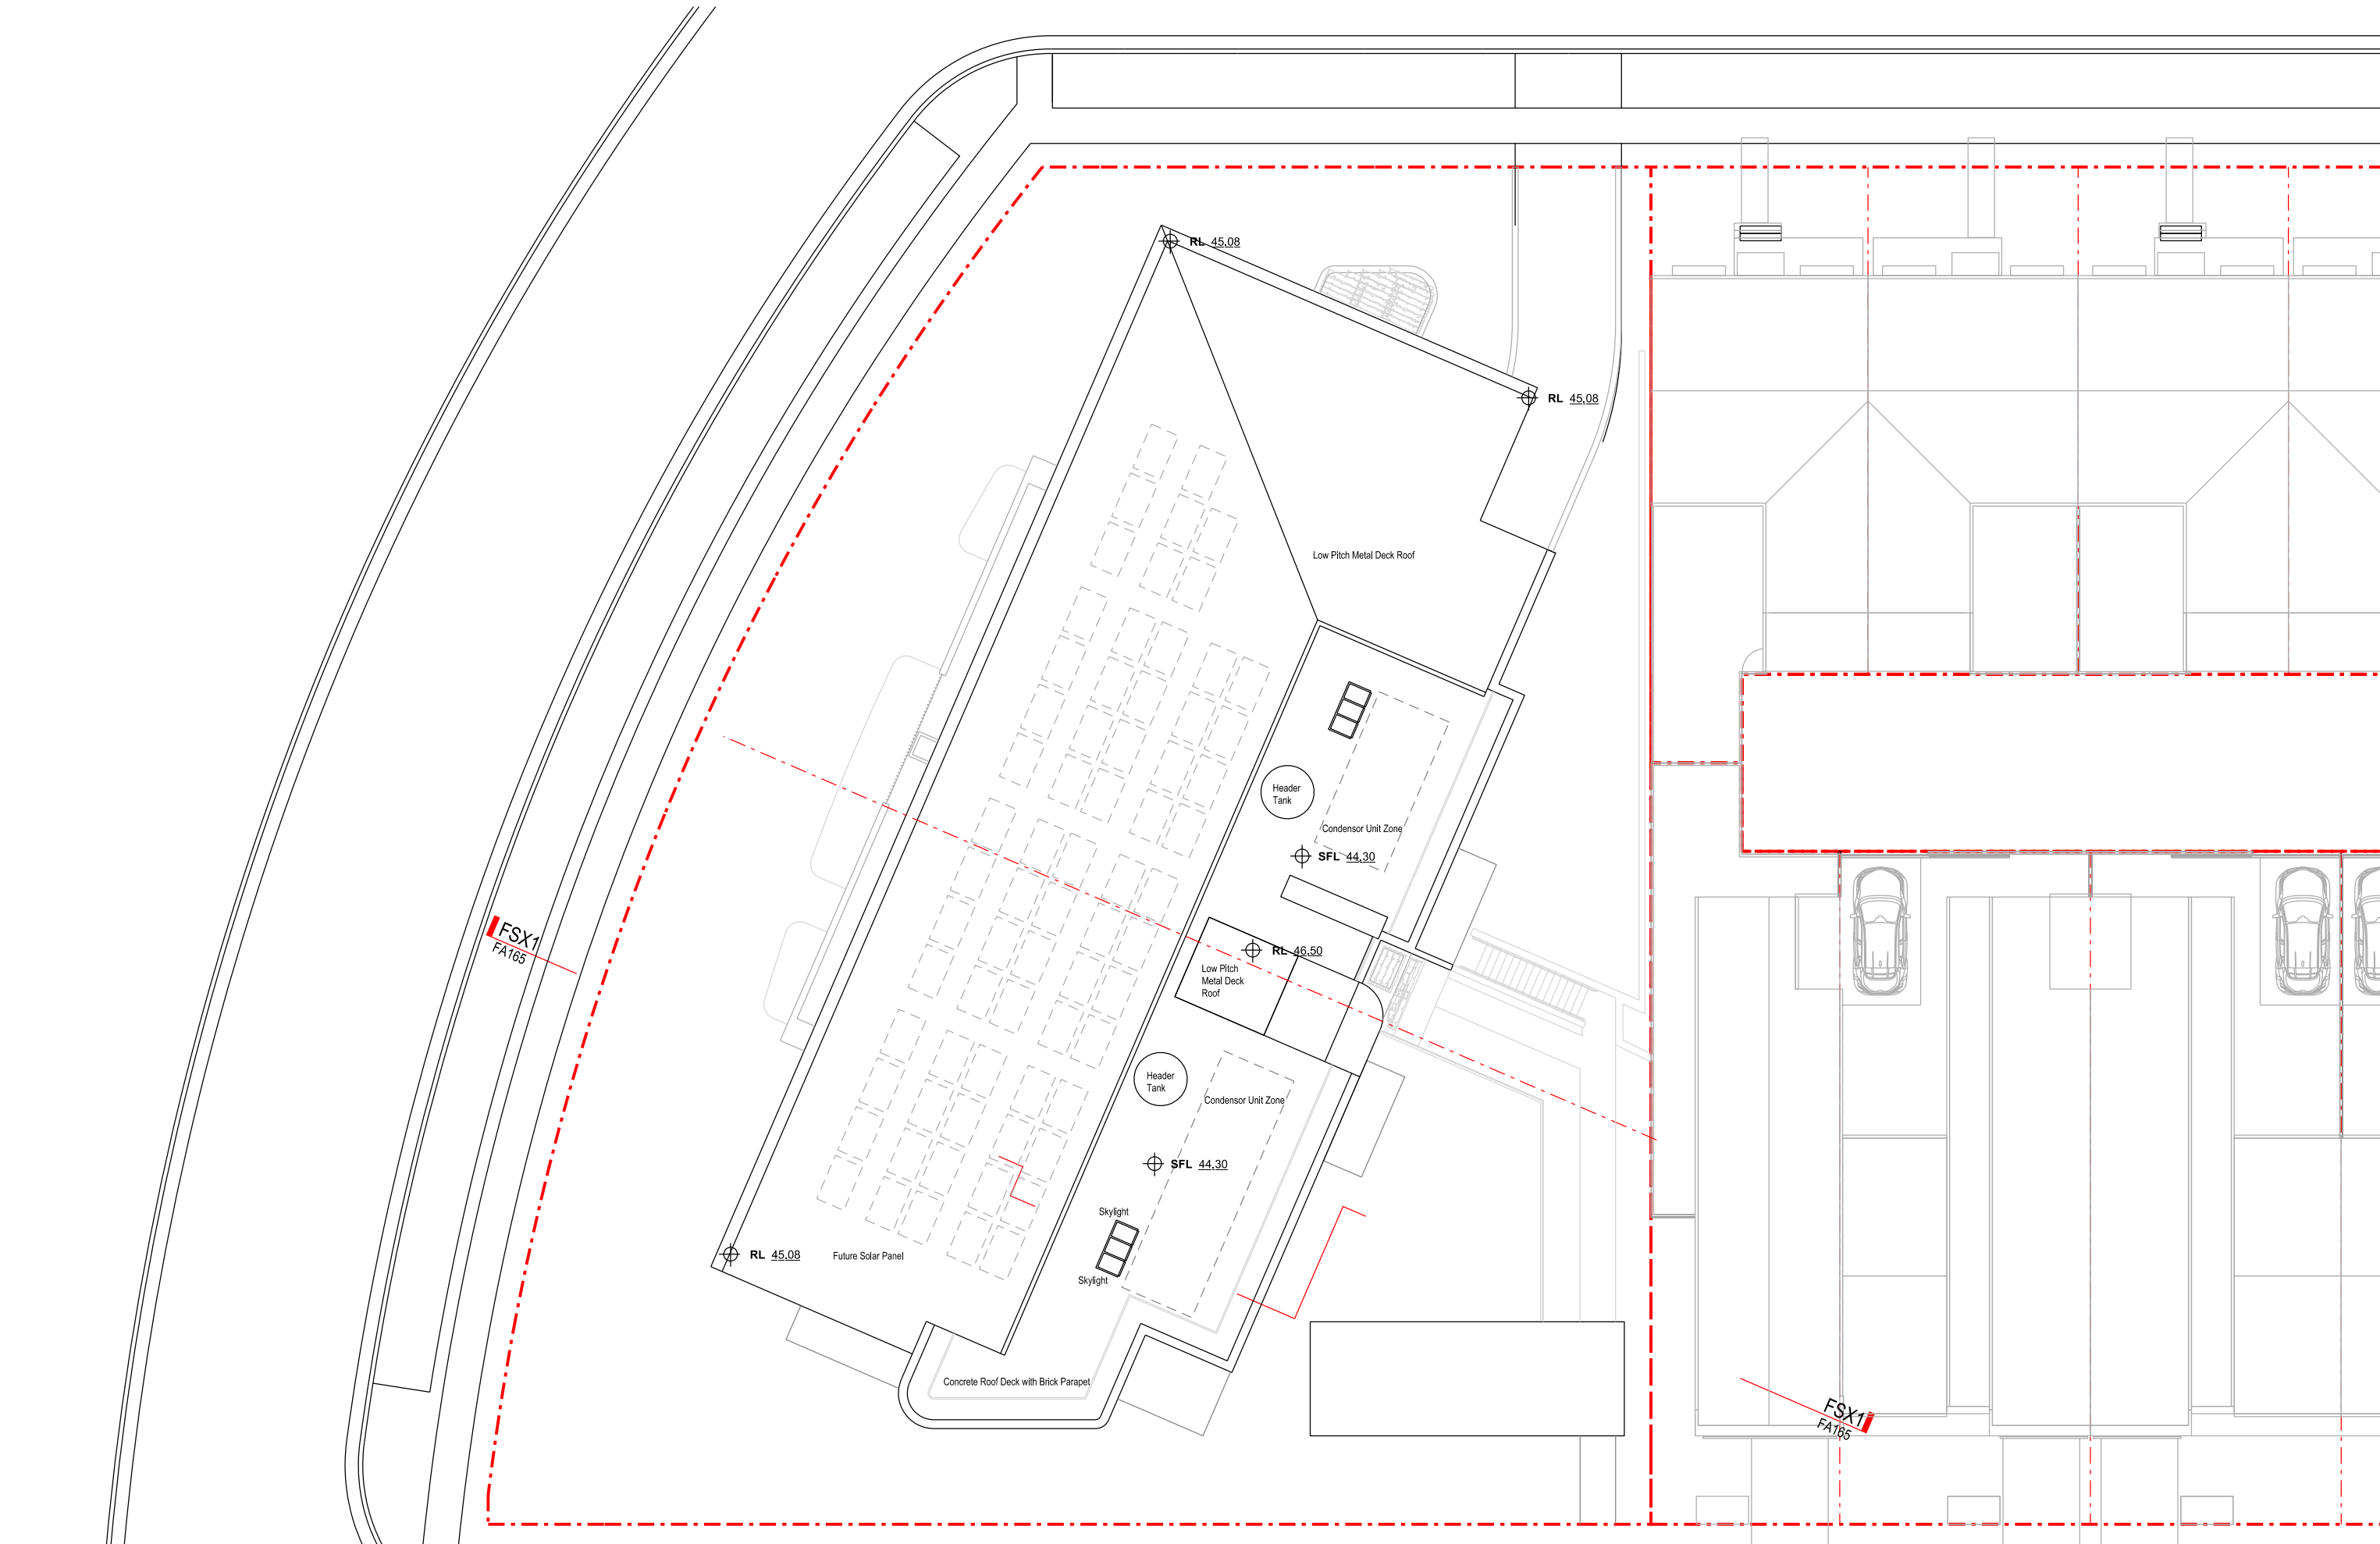 RL 45,08
RL 45,08
Low Pitch Metal Deck Roof
Header
Tank
Condensor Unit Zone
SFL 44,30
FSX1
FA165
RL 46,50
Low Pitch
Metal Deck
Roof
Header
Tank
Condensor Unit Zone
SFL 44,30
Skylight
RL 45,08
Future Solar Panel
Skylight
Concrete Roof Deck with Brick Parapet
FSX1
FA165